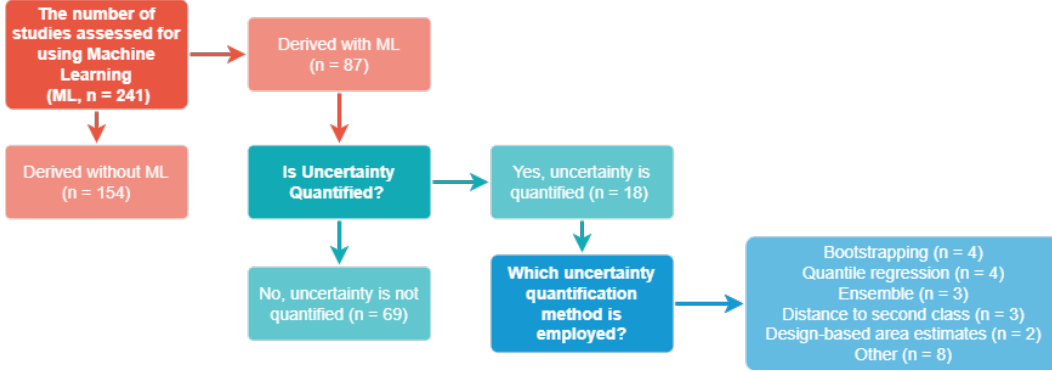 The number of
studies assessed for
using Machine
Learning
(ML, n = 241)
Derived with ML
(n = 87)
Derived without ML
(n = 154)
Is Uncertainty
Quantified?
Yes, uncertainty is
quantified (n = 18)
No, uncertainty is not
quantified (n = 69)
Which uncertainty
quantification
method is
employed?
Bootstrapping (n = 4)
Quantile regression (n = 4)
Ensemble (n = 3)
Distance to second class (n = 3)
Design-based area estimates (n = 2)
Other (n = 8)